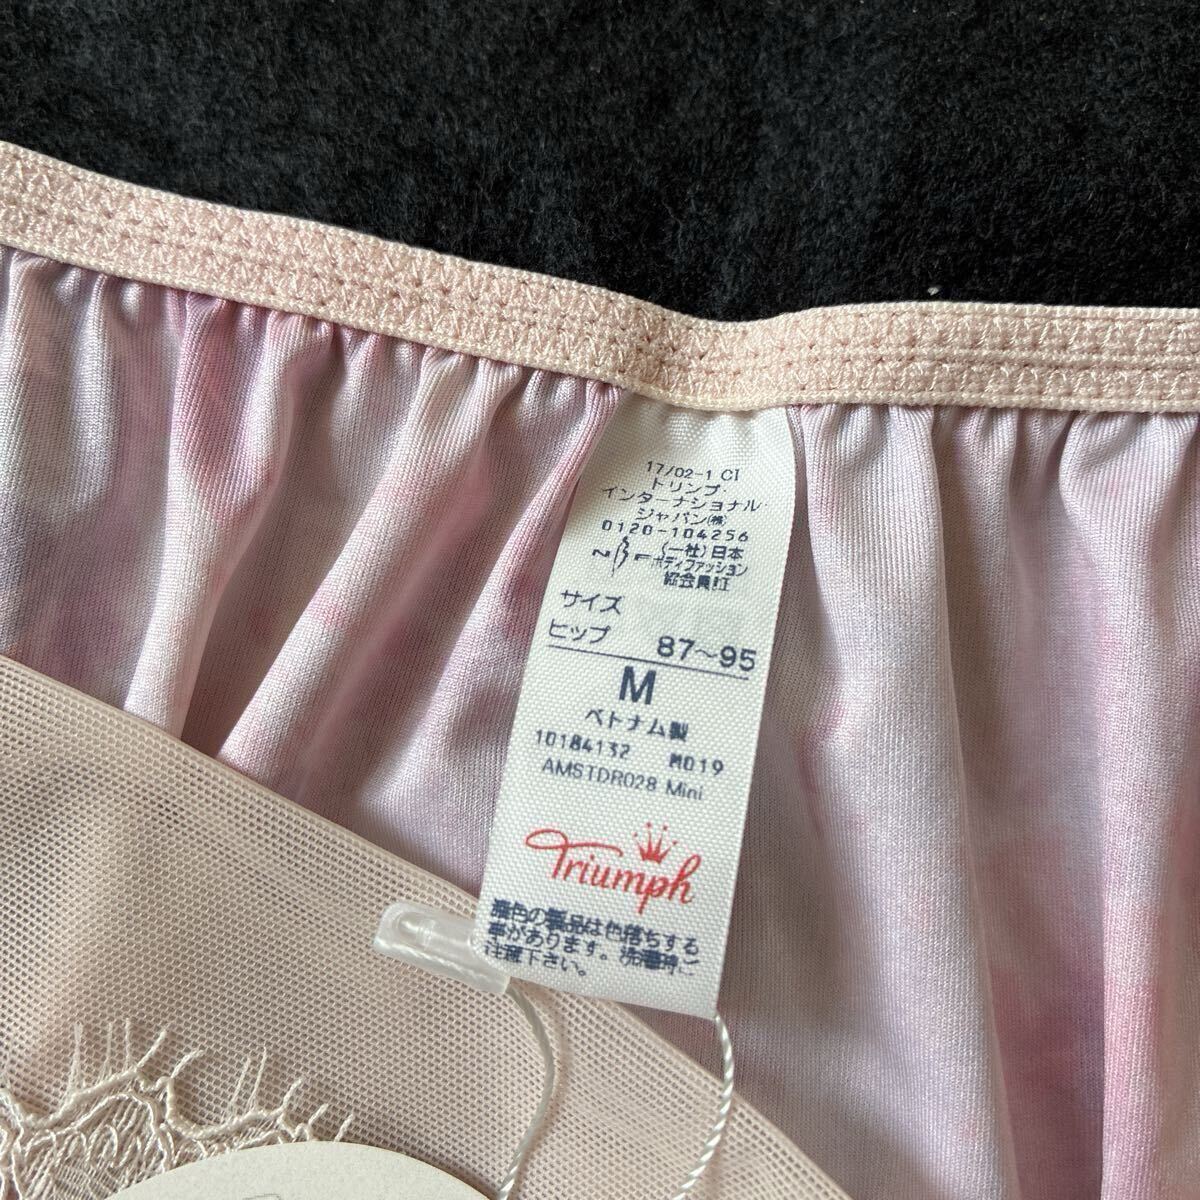 17/02-1 CI
トリンプ・
インターナショナル
ジャパン㈱
0120-104256
NBF (一社)日本
ボディファッション
協会員証
サイズ
ヒップ 87～95
M
ベトナム製
10184132 M019
AMSTDR028 Mini
Triumph
濃色の製品は色落ちする
事があります。洗濯時に
注意下さい。